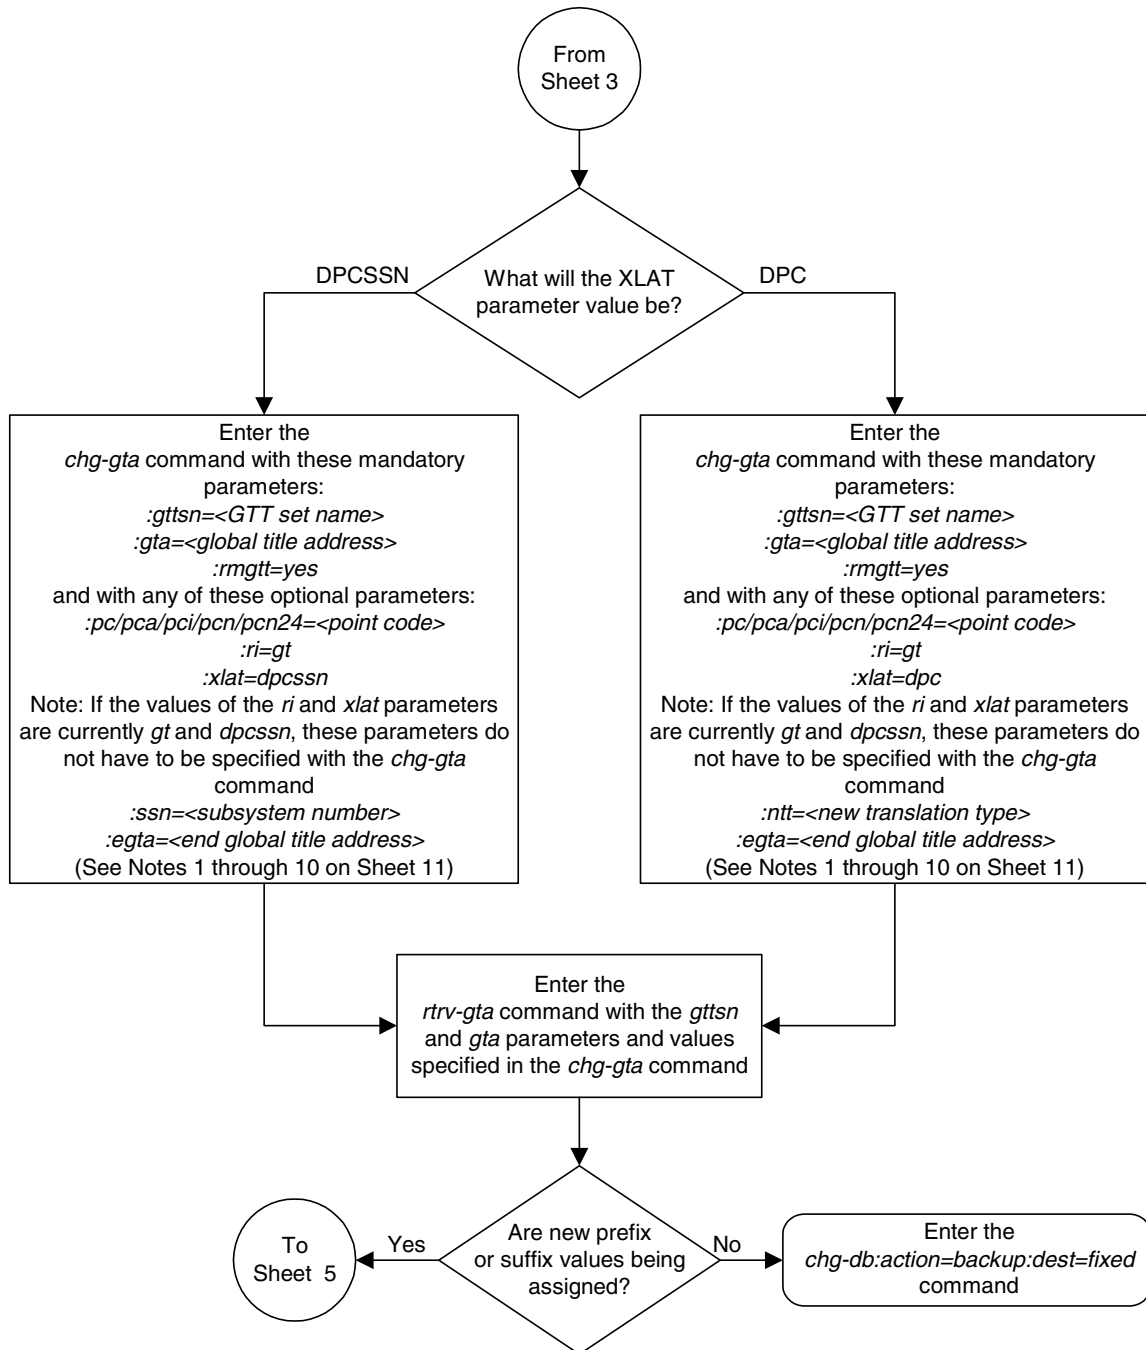 From
Sheet 3
What will the XLAT
parameter value be?
DPCSSN
DPC
Enter the
chg-gta command with these mandatory
parameters:
:gttsn=<GTT set name>
:gta=<global title address>
:rmgtt=yes
and with any of these optional parameters:
:pc/pca/pci/pcn/pcn24=<point code>
:ri=gt
:xlat=dpcssn
Note: If the values of the ri and xlat parameters
are currently gt and dpcssn, these parameters do
not have to be specified with the chg-gta
command
:ssn=<subsystem number>
:egta=<end global title address>
(See Notes 1 through 10 on Sheet 11)
Enter the
chg-gta command with these mandatory
parameters:
:gttsn=<GTT set name>
:gta=<global title address>
:rmgtt=yes
and with any of these optional parameters:
:pc/pca/pci/pcn/pcn24=<point code>
:ri=gt
:xlat=dpc
Note: If the values of the ri and xlat parameters
are currently gt and dpcssn, these parameters do
not have to be specified with the chg-gta
command
:ntt=<new translation type>
:egta=<end global title address>
(See Notes 1 through 10 on Sheet 11)
Enter the
rtrv-gta command with the gttsn
and gta parameters and values
specified in the chg-gta command
Are new prefix
or suffix values being
assigned?
Yes
No
To
Sheet 5
Enter the
chg-db:action=backup:dest=fixed
command